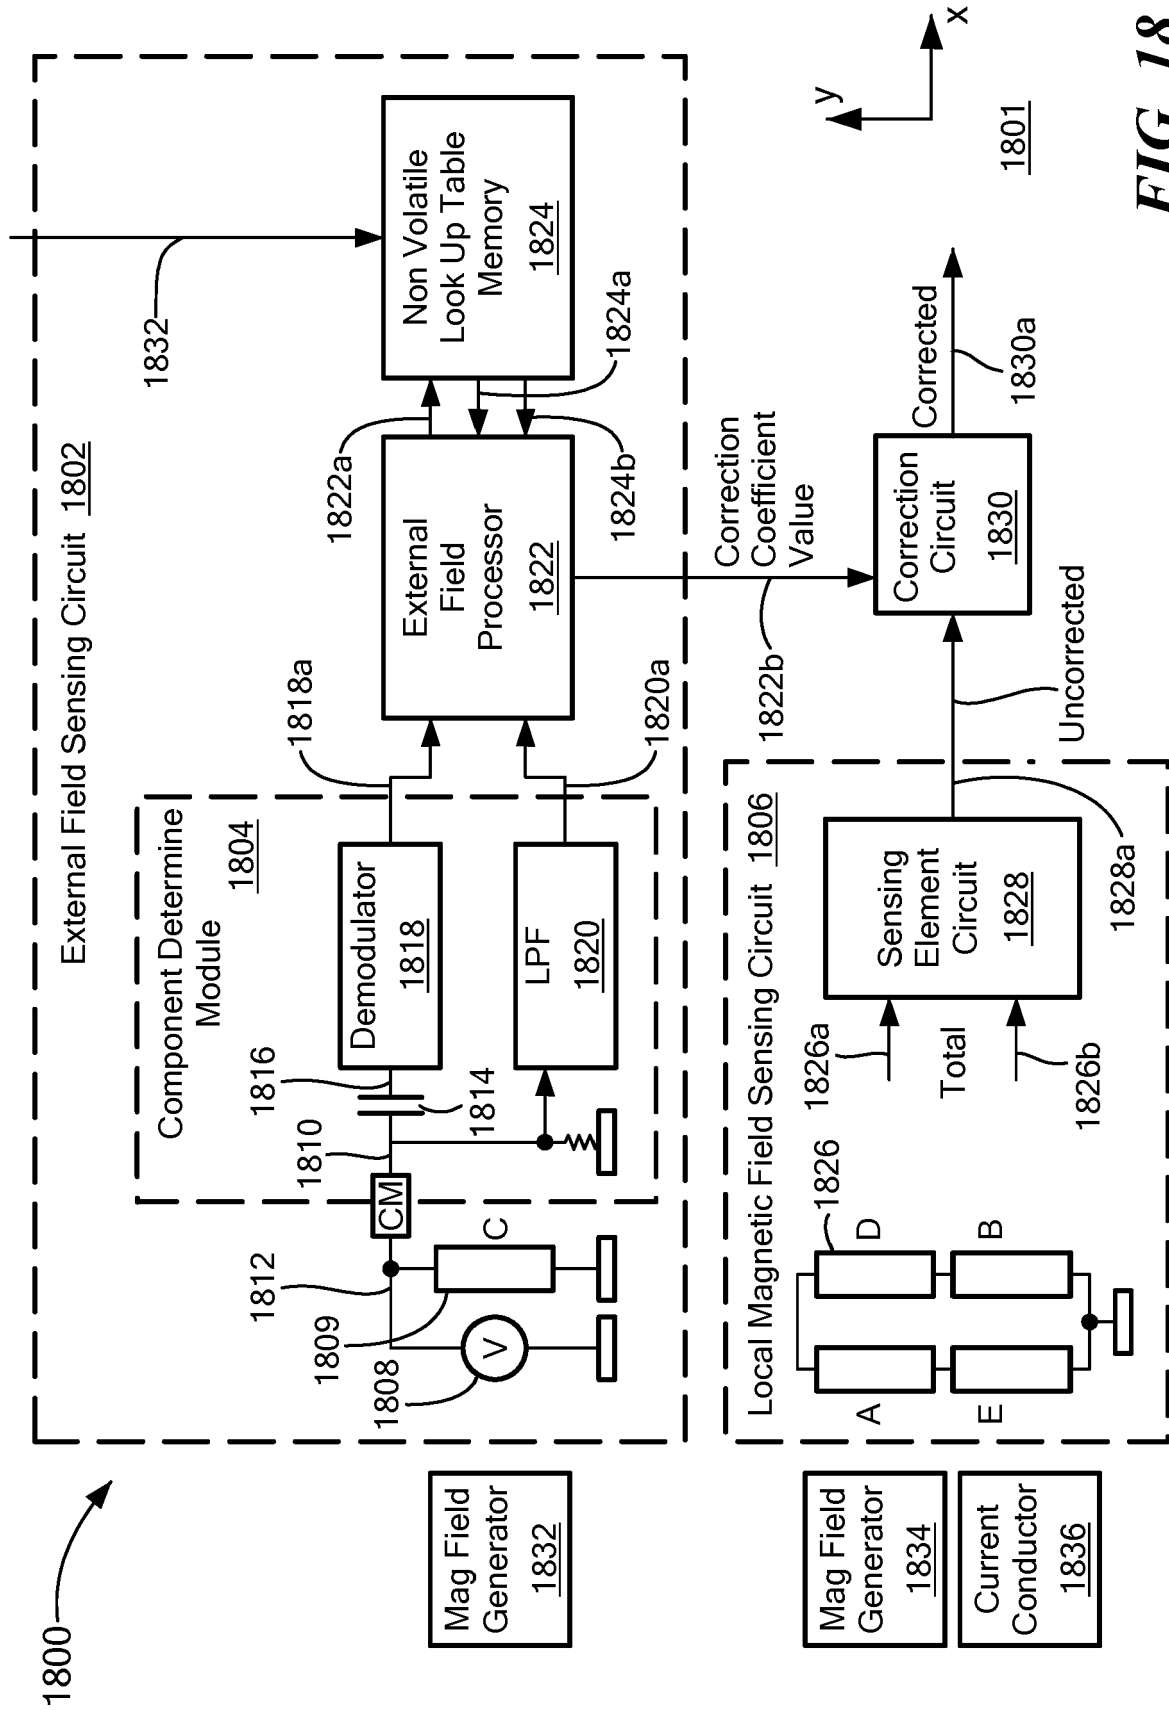 1800
External Field Sensing Circuit 1802
1832
Component Determine
Module
1804
1818a
1822a
Non Volatile
Look Up Table
Memory
1824
External
Field
Processor
1822
Demodulator
1818
1816
1810
1814
CM
1812
1809
1808
V
C
LPF
1820
1820a
1824a
1824b
Mag Field
Generator
1832
Correction
Coefficient
Value
1822b
Local Magnetic Field Sensing Circuit 1806
1826
A
D
E
B
1826a
Total
1826b
Sensing
Element
Circuit
1828
1828a
Uncorrected
Correction
Circuit
1830
Corrected
1830a
Mag Field
Generator
1834
Current
Conductor
1836
y
x
1801
FIG. 18